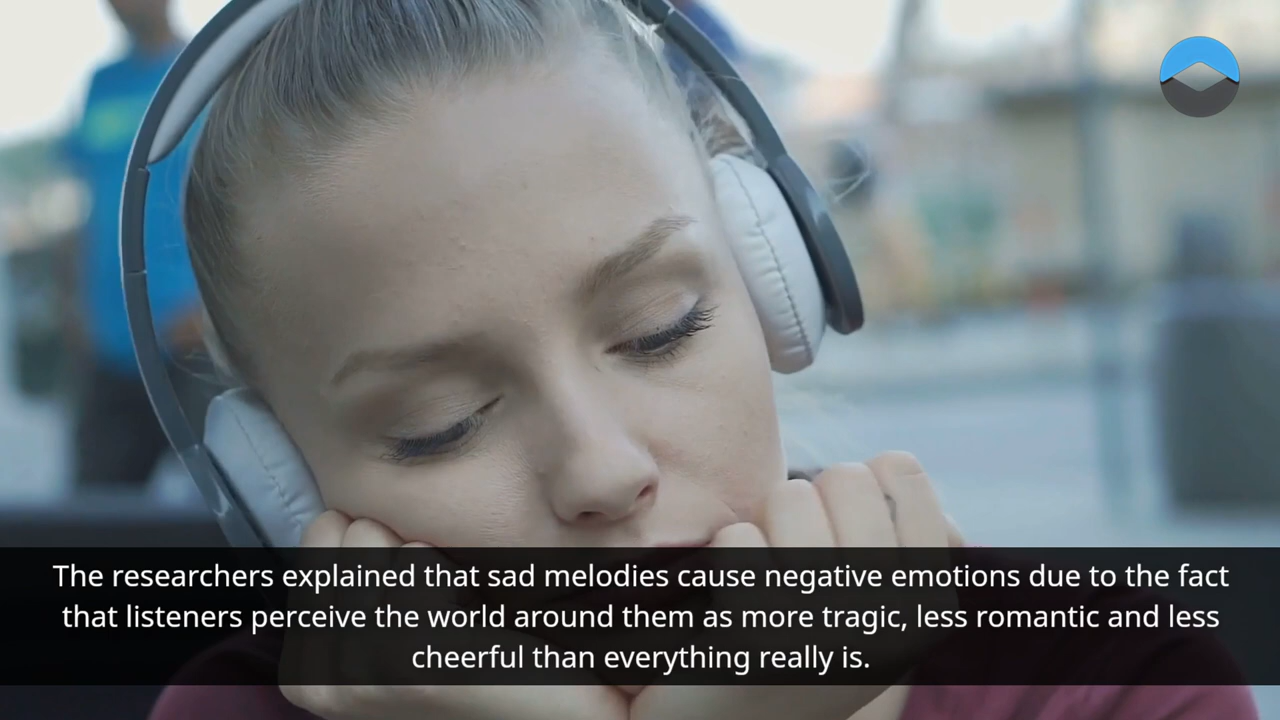 The researchers explained that sad melodies cause negative emotions due to the fact
that listeners perceive the world around them as more tragic, less romantic and less
cheerful than everything really is.